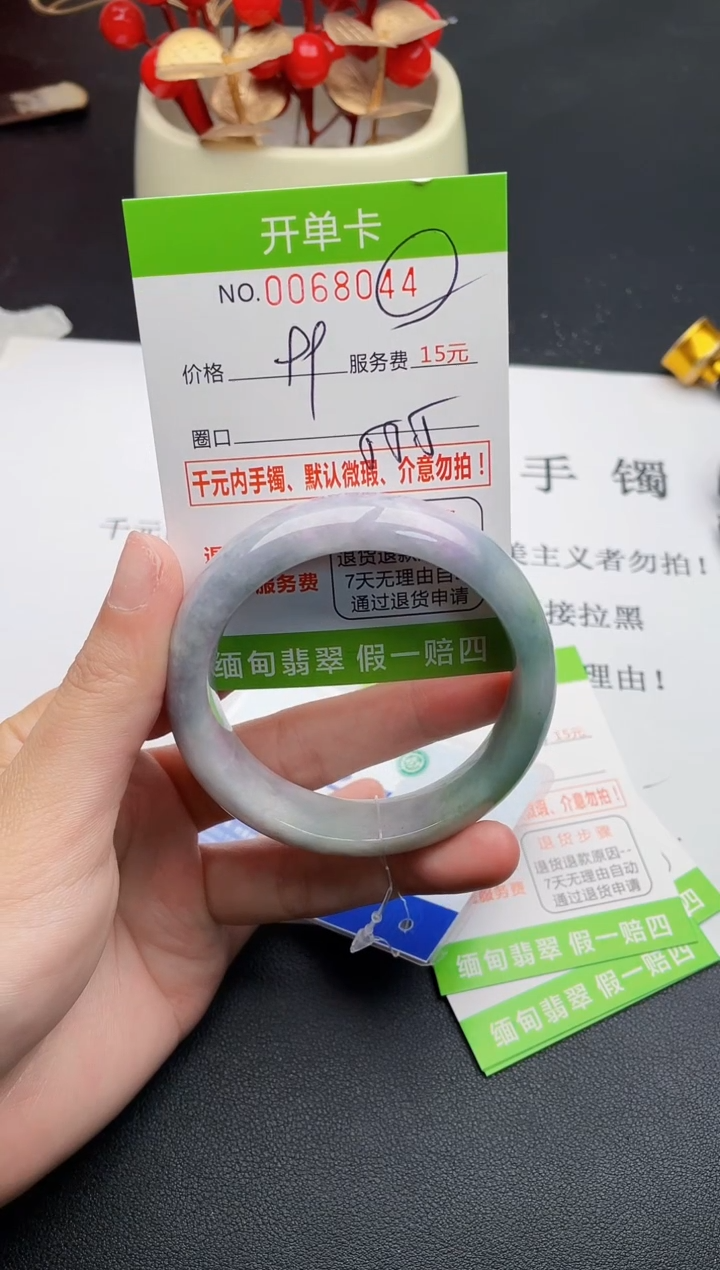 开单卡
NO.0068044
价格 服务费 15元
圈口
千元内手镯、默认微瑕、介意勿拍！
退
服务费
退货退款
7天无理由自
通过退货申请
缅甸翡翠 假一赔四
手镯
千元
美主义者勿拍！
接拉黑
理由！
15元
微瑕、介意勿拍！
退货步骤
退货退款原因--
7天无理由自动
通过退货申请
服务费
缅甸翡翠 假一赔四
四
缅甸翡翠 假一赔四